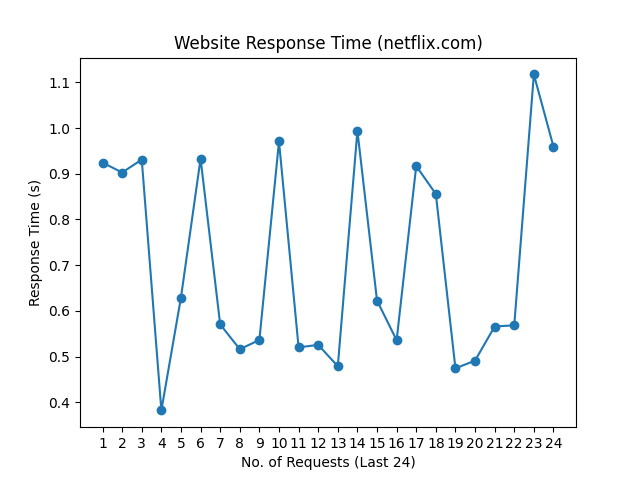 Website Response Time (netflix.com)
Response Time (s)
1.1
1.0
0.9
0.8
0.7
0.6
0.5
0.4
1 2 3 4 5 6 7 8 9 10 11 12 13 14 15 16 17 18 19 20 21 22 23 24
No. of Requests (Last 24)